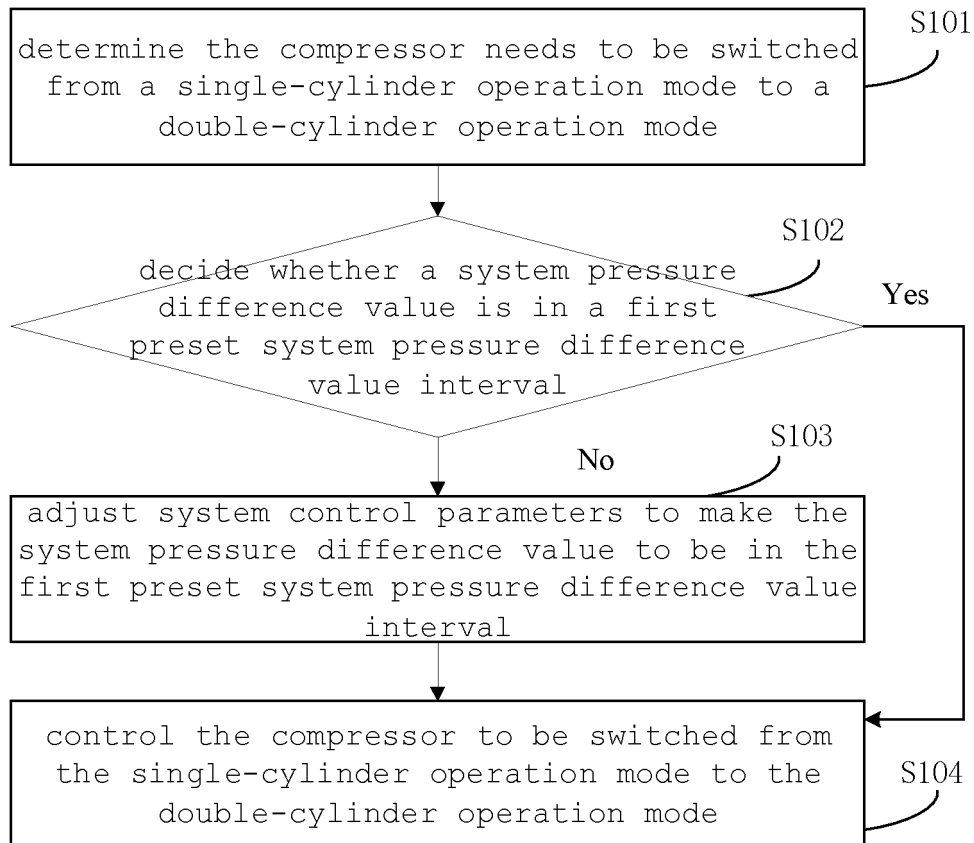 S101
determine the compressor needs to be switched
from a single-cylinder operation mode to a
double-cylinder operation mode
S102
decide whether a system pressure
difference value is in a first
preset system pressure difference
value interval
Yes
No
S103
adjust system control parameters to make the
system pressure difference value to be in the
first preset system pressure difference value
interval
control the compressor to be switched from
the single-cylinder operation mode to the
double-cylinder operation mode
S104